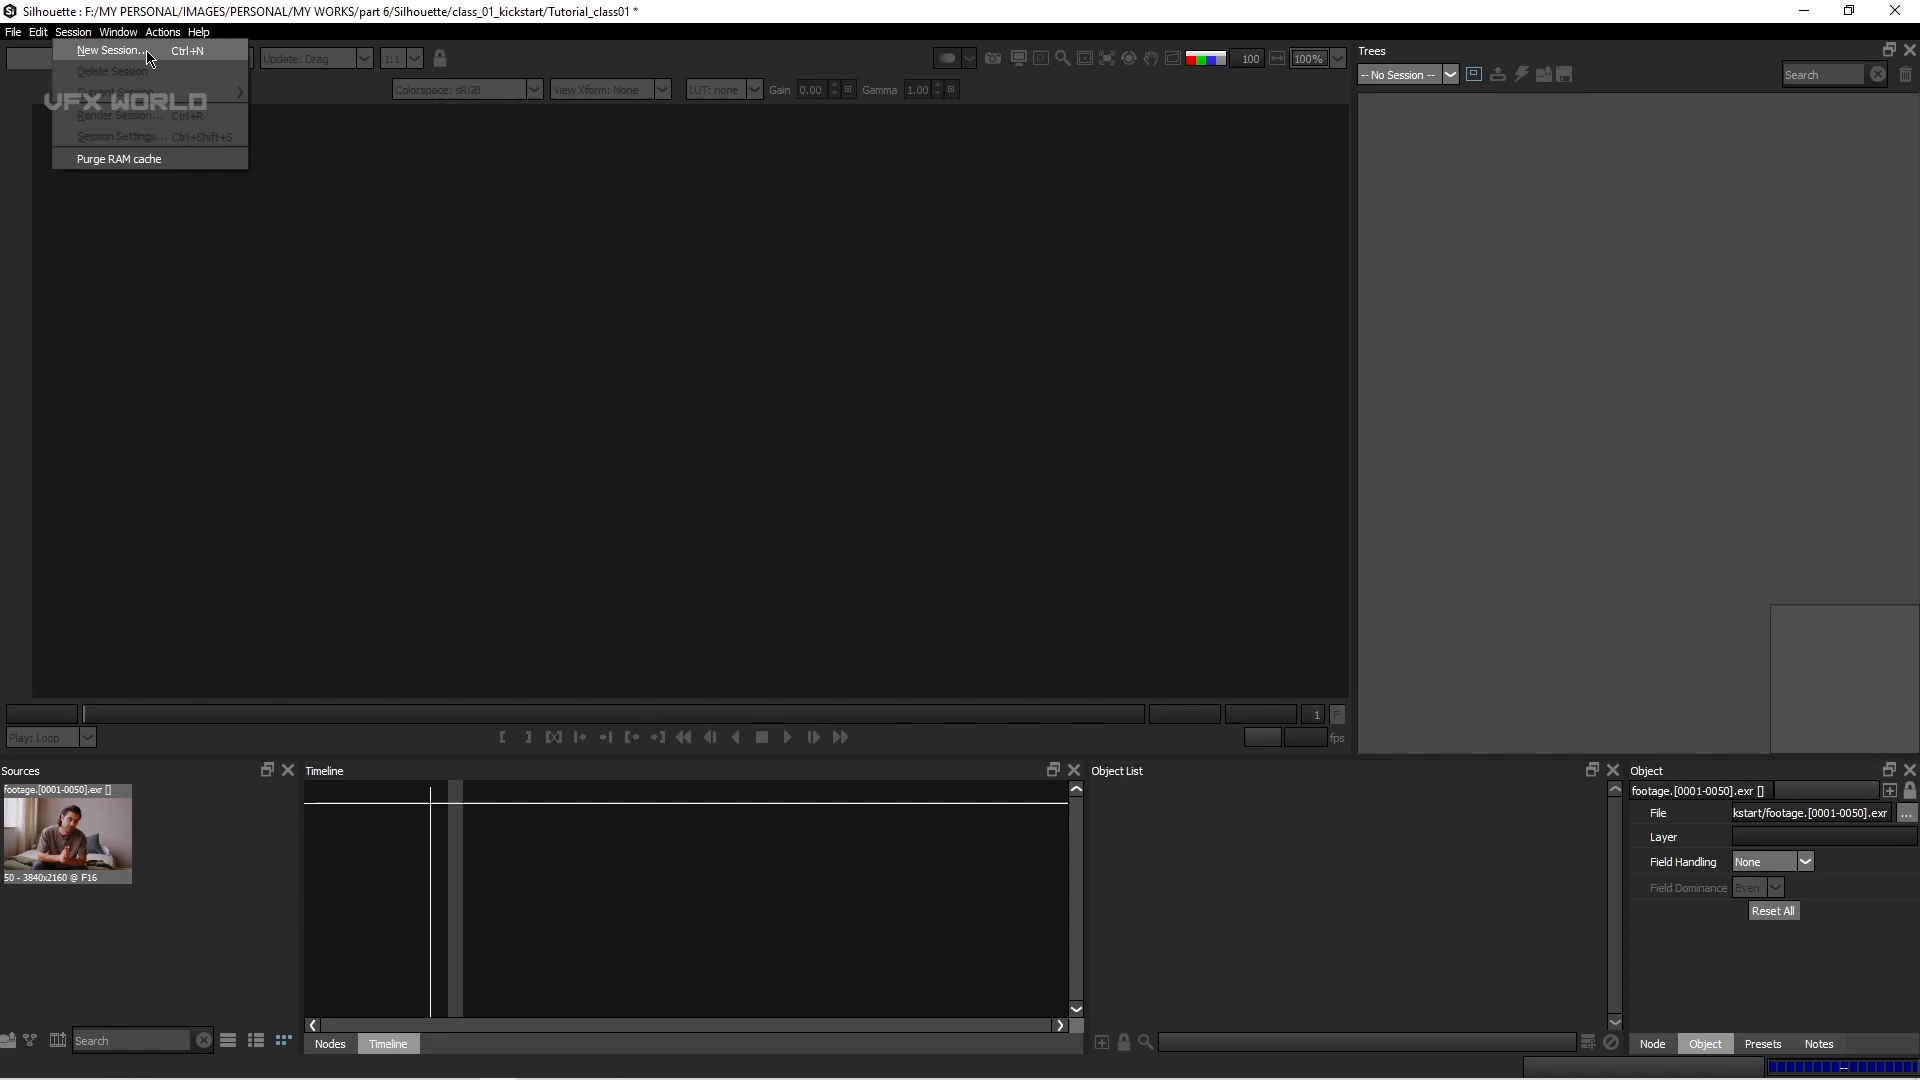 Silhouette : F:/MY PERSONAL/IMAGES/PERSONAL/MY WORKS/part 6/Silhouette/class_01_kickstart/Tutorial_class01 *
File Edit Session Window Actions Help
New Session... Ctrl+N
Delete Session
Current Session
VFX WORLD
Render Session... Ctrl+R
Session Settings... Ctrl+Shift+S
Purge RAM cache
Update: Drag 1:1 100 100%
Colorspace: sRGB View Xform: None LUT: none Gain 0.00 Gamma 1.00
Trees
-- No Session -- Search
1 F
Play: Loop fps
Sources
footage.[0001-0050].exr []
50 - 3840x2160 @ F16
Search
Timeline
Nodes Timeline
Object List
Object
footage.[0001-0050].exr []
File kstart/footage.[0001-0050].exr ...
Layer
Field Handling None
Field Dominance Even
Reset All
Node Object Presets Notes
--